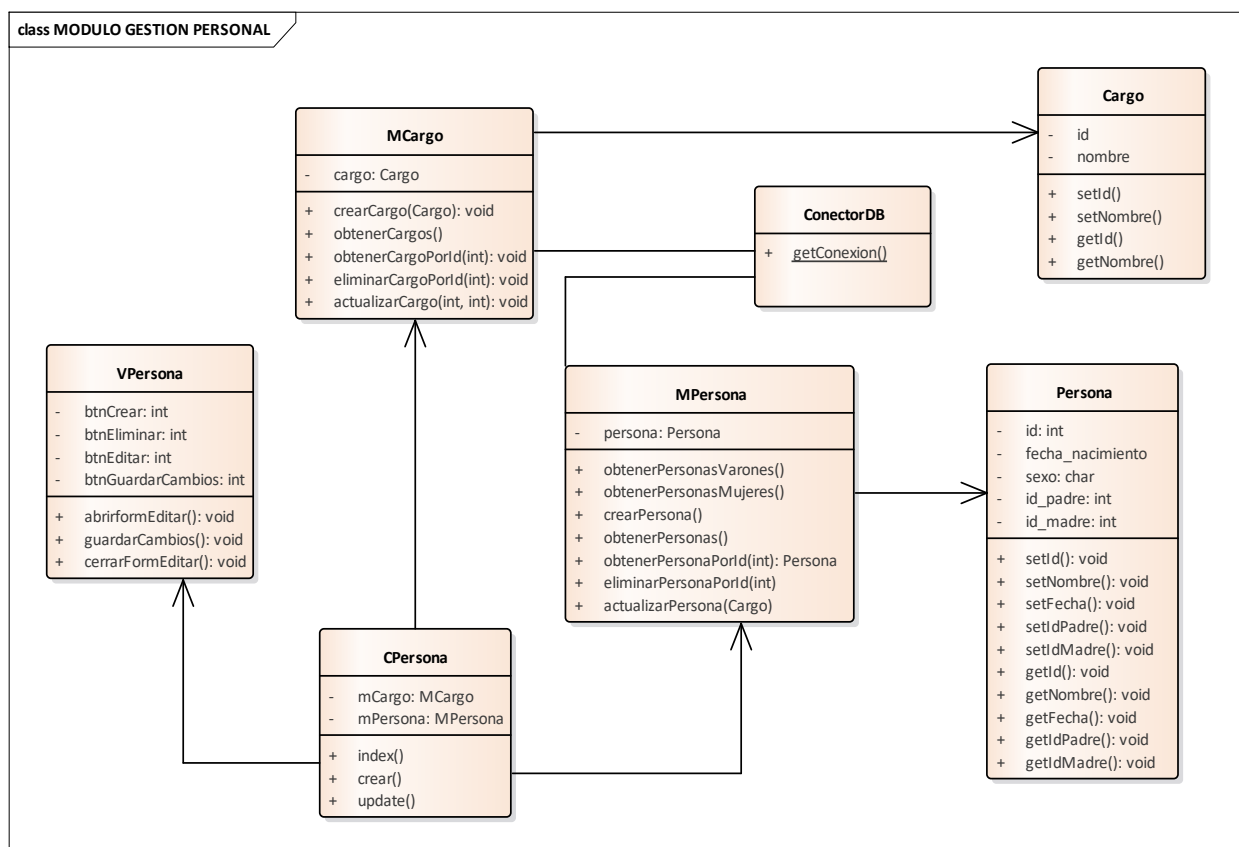 class MODULO GESTION PERSONAL
MCargo
- cargo: Cargo
+ crearCargo(Cargo): void
+ obtenerCargos()
+ obtenerCargoPorId(int): void
+ eliminarCargoPorId(int): void
+ actualizarCargo(int, int): void
Cargo
- id
- nombre
+ setId()
+ setNombre()
+ getId()
+ getNombre()
ConectorDB
+ getConexion()
VPersona
- btnCrear: int
- btnEliminar: int
- btnEditar: int
- btnGuardarCambios: int
+ abrirformEditar(): void
+ guardarCambios(): void
+ cerrarFormEditar(): void
MPersona
- persona: Persona
+ obtenerPersonasVarones()
+ obtenerPersonasMujeres()
+ crearPersona()
+ obtenerPersonas()
+ obtenerPersonaPorId(int): Persona
+ eliminarPersonaPorId(int)
+ actualizarPersona(Cargo)
Persona
- id: int
- fecha_nacimiento
- sexo: char
- id_padre: int
- id_madre: int
+ setId(): void
+ setNombre(): void
+ setFecha(): void
+ setIdPadre(): void
+ setIdMadre(): void
+ getId(): void
+ getNombre(): void
+ getFecha(): void
+ getIdPadre(): void
+ getIdMadre(): void
CPersona
- mCargo: MCargo
- mPersona: MPersona
+ index()
+ crear()
+ update()